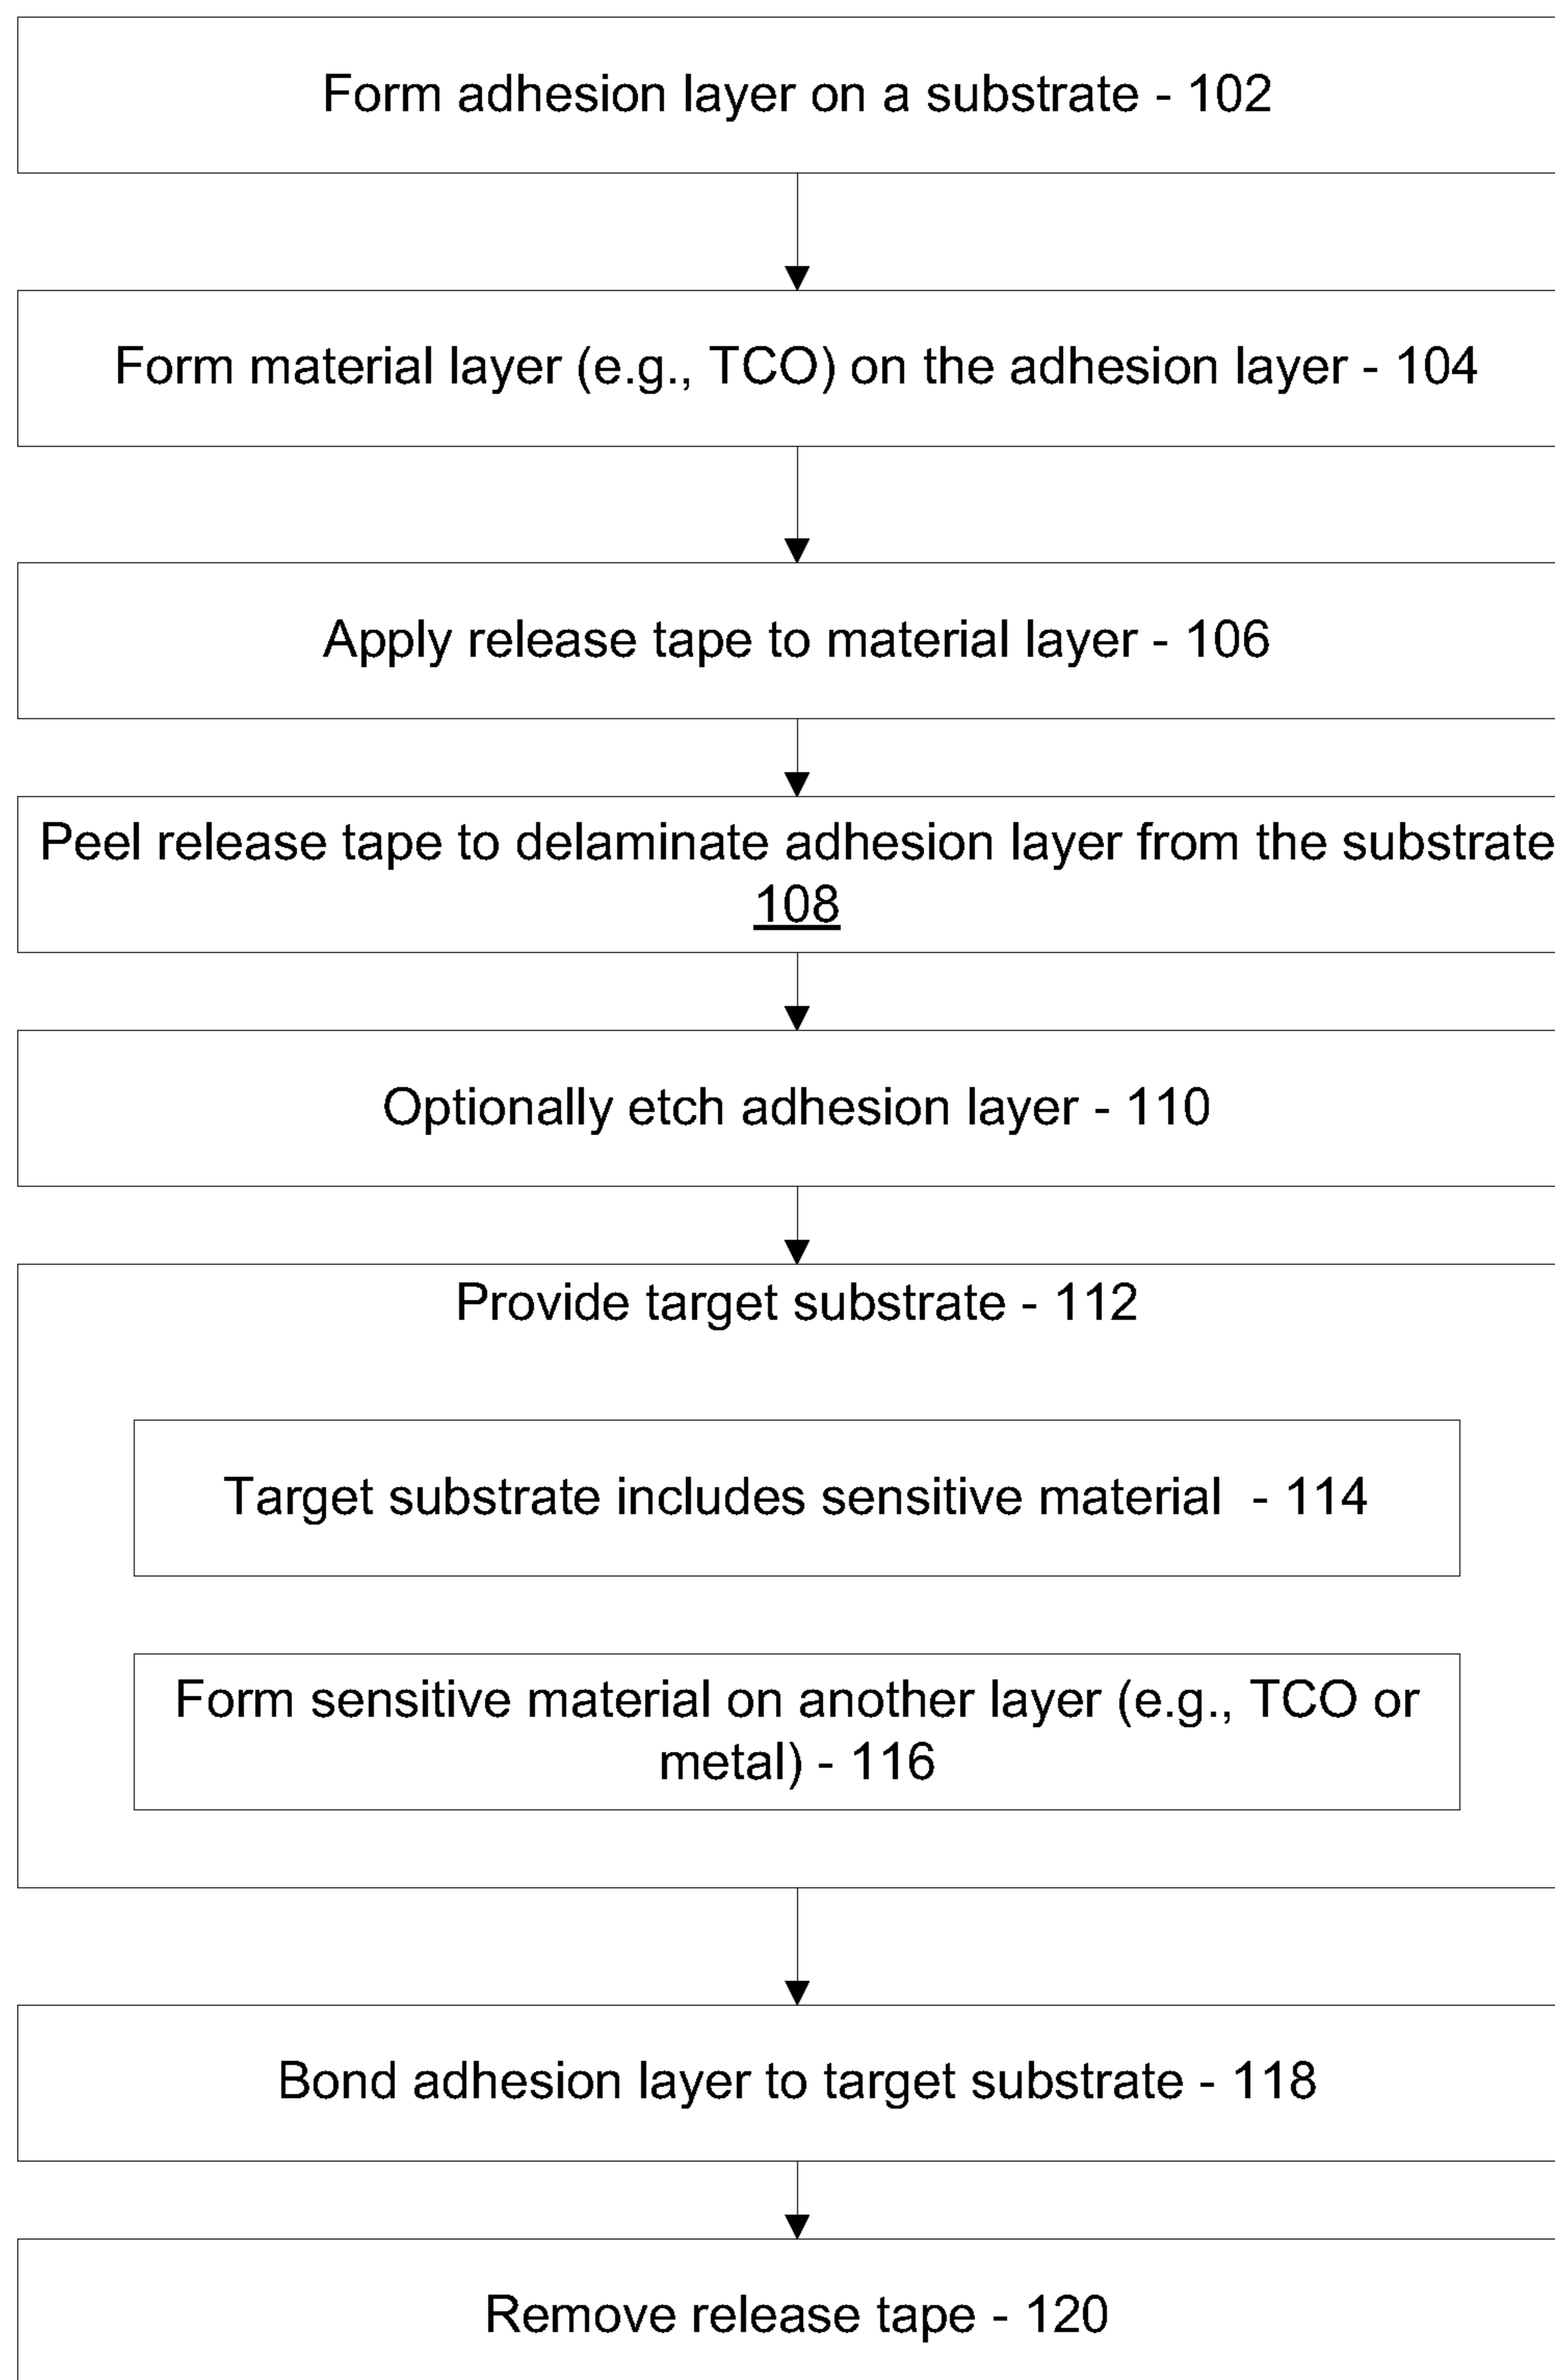 Form adhesion layer on a substrate - 102
Form material layer (e.g., TCO) on the adhesion layer - 104
Apply release tape to material layer - 106
Peel release tape to delaminate adhesion layer from the substrate
108
Optionally etch adhesion layer - 110
Provide target substrate - 112
Target substrate includes sensitive material - 114
Form sensitive material on another layer (e.g., TCO or
metal) - 116
Bond adhesion layer to target substrate - 118
Remove release tape - 120